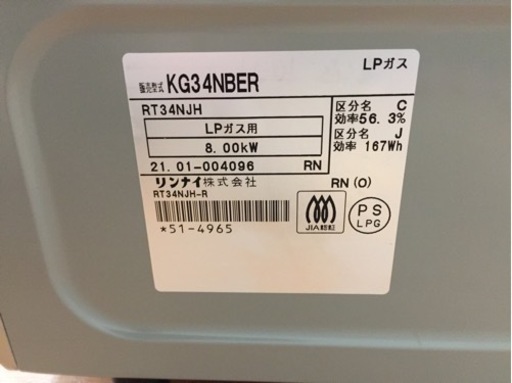 LPガス
販売型式 KG34NBER
RT34NJH
LPガス用
8.00kW
21.01-004096 RN
区分名 C
効率56.3%
区分名 J
効率 167Wh
リンナイ株式会社
RN(O)
RT34NJH-R
*51-4965
JIA認証
PS
LPG